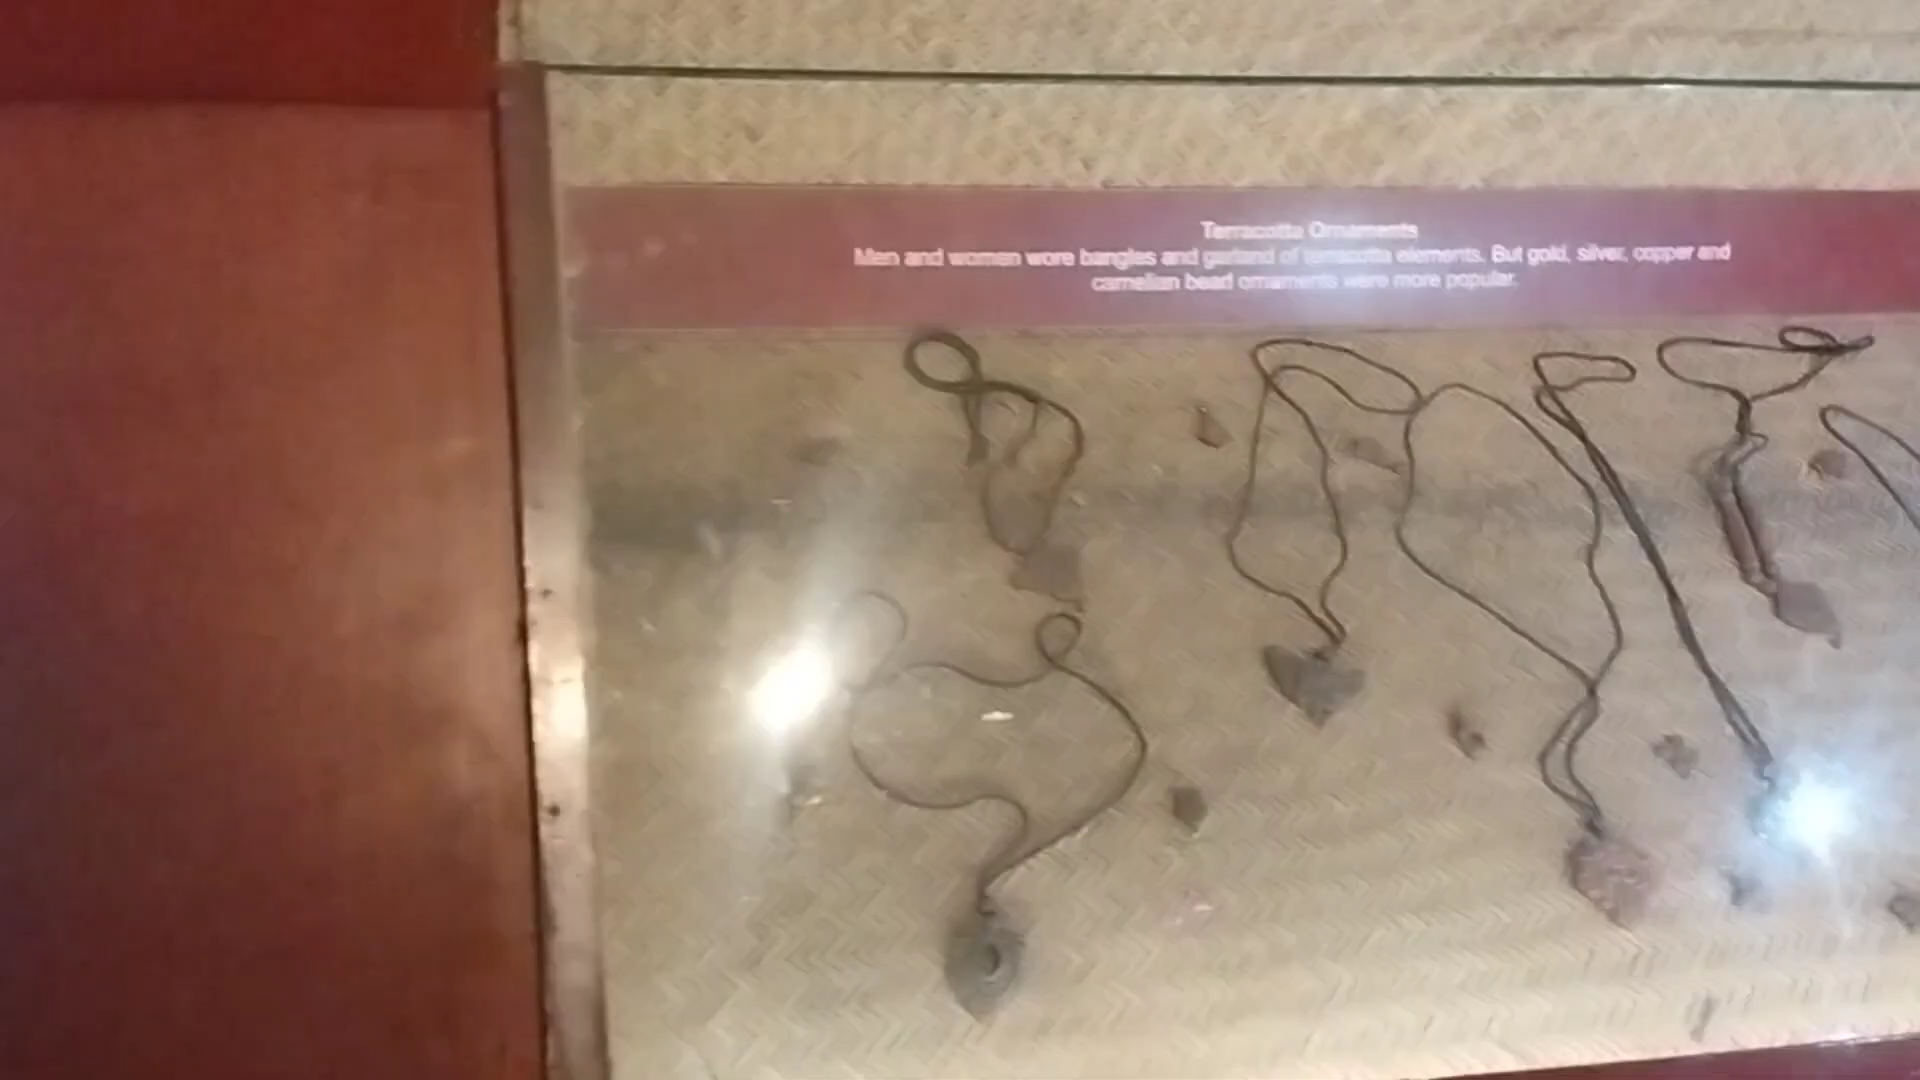 Terracotta Ornaments
Men and women wore bangles and garland of terracotta elements. But gold, silver, copper and
carnelian bead ornaments were more popular.